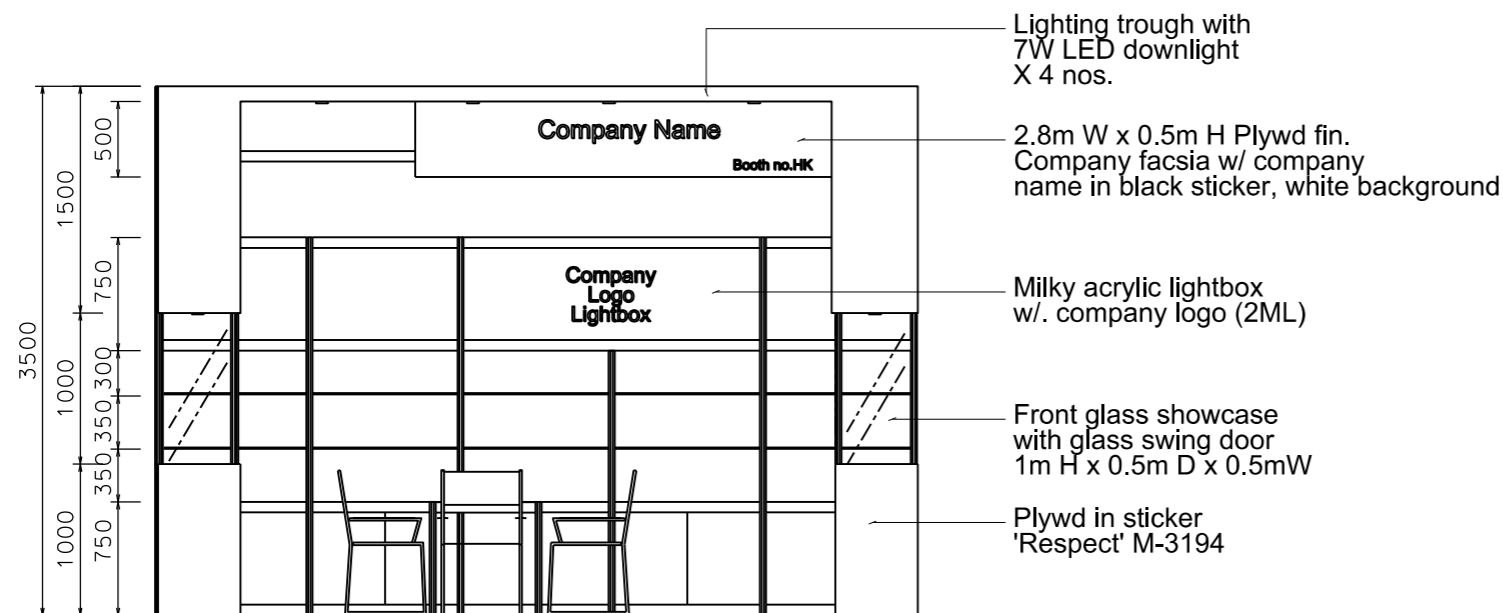 Lighting trough with
7W LED downlight
X 4 nos.
Company Name
Booth no.HK
2.8m W x 0.5m H Plywd fin.
Company facsia w/ company
name in black sticker, white background
Company
Logo
Lightbox
Milky acrylic lightbox
w/. company logo (2ML)
Front glass showcase
with glass swing door
1m H x 0.5m D x 0.5mW
Plywd in sticker
'Respect' M-3194
3500
1500
1000
1000
500
750
300
350
350
750